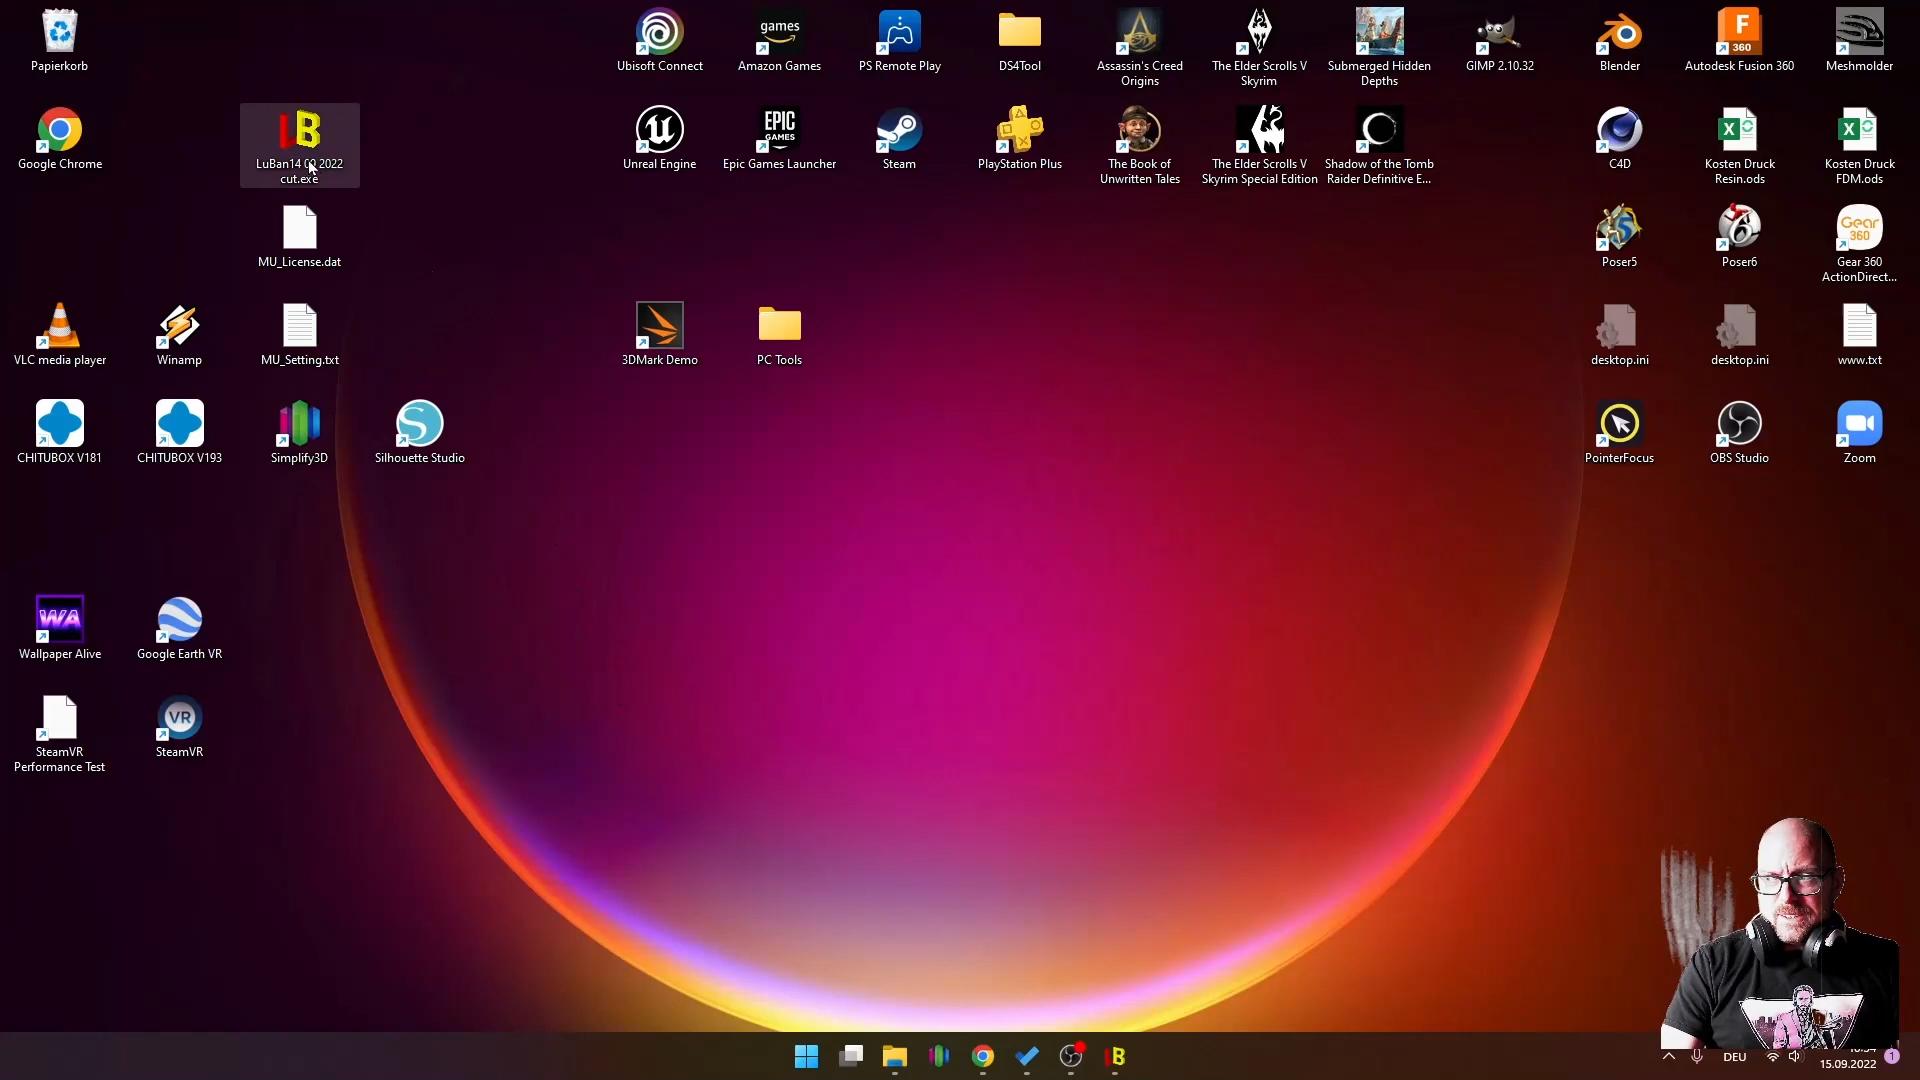 Papierkorb
Ubisoft Connect
games
Amazon Games
PS Remote Play
DS4Tool
Assassin's Creed
Origins
The Elder Scrolls V
Skyrim
Submerged Hidden
Depths
GIMP 2.10.32
Blender
F
360
Autodesk Fusion 360
Meshmolder
Google Chrome
LB
LuBan14 09 2022
cut.exe
Unreal Engine
EPIC
GAMES
Epic Games Launcher
Steam
PlayStation Plus
The Book of
Unwritten Tales
The Elder Scrolls V
Skyrim Special Edition
Shadow of the Tomb
Raider Definitive E...
C4D
X
Kosten Druck
Resin.ods
X
Kosten Druck
FDM.ods
MU_License.dat
Poser5
Poser6
Gear
360
Gear 360
ActionDirect...
VLC media player
Winamp
MU_Setting.txt
3DMark Demo
PC Tools
desktop.ini
desktop.ini
www.txt
CHITUBOX V181
CHITUBOX V193
Simplify3D
S
Silhouette Studio
PointerFocus
OBS Studio
Zoom
WA
Wallpaper Alive
Google Earth VR
SteamVR
Performance Test
VR
SteamVR
LB
DEU
15.09.2022
1